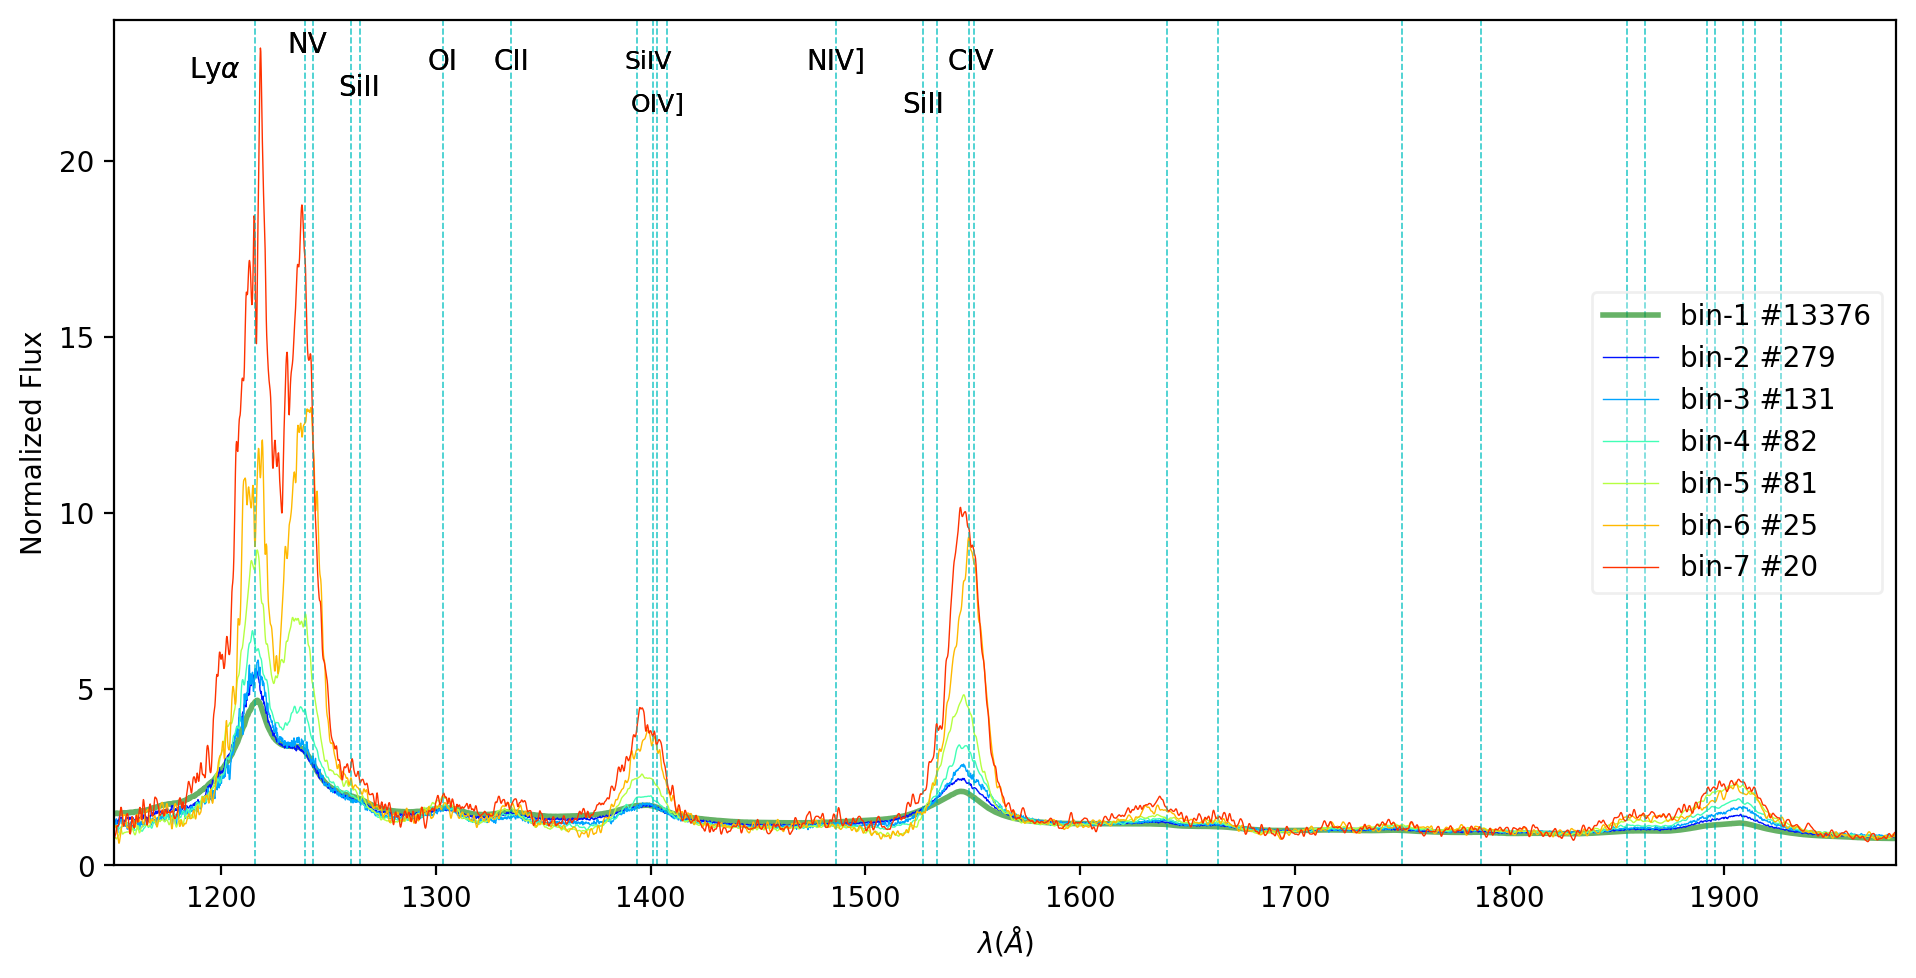 NV
Lyα
SiII
OI
CII
SiIV
OIV]
NIV]
CIV
SiII
Normalized Flux
20
15
10
5
0
bin-1 #13376
bin-2 #279
bin-3 #131
bin-4 #82
bin-5 #81
bin-6 #25
bin-7 #20
1200
1300
1400
1500
1600
1700
1800
1900
λ(Å)